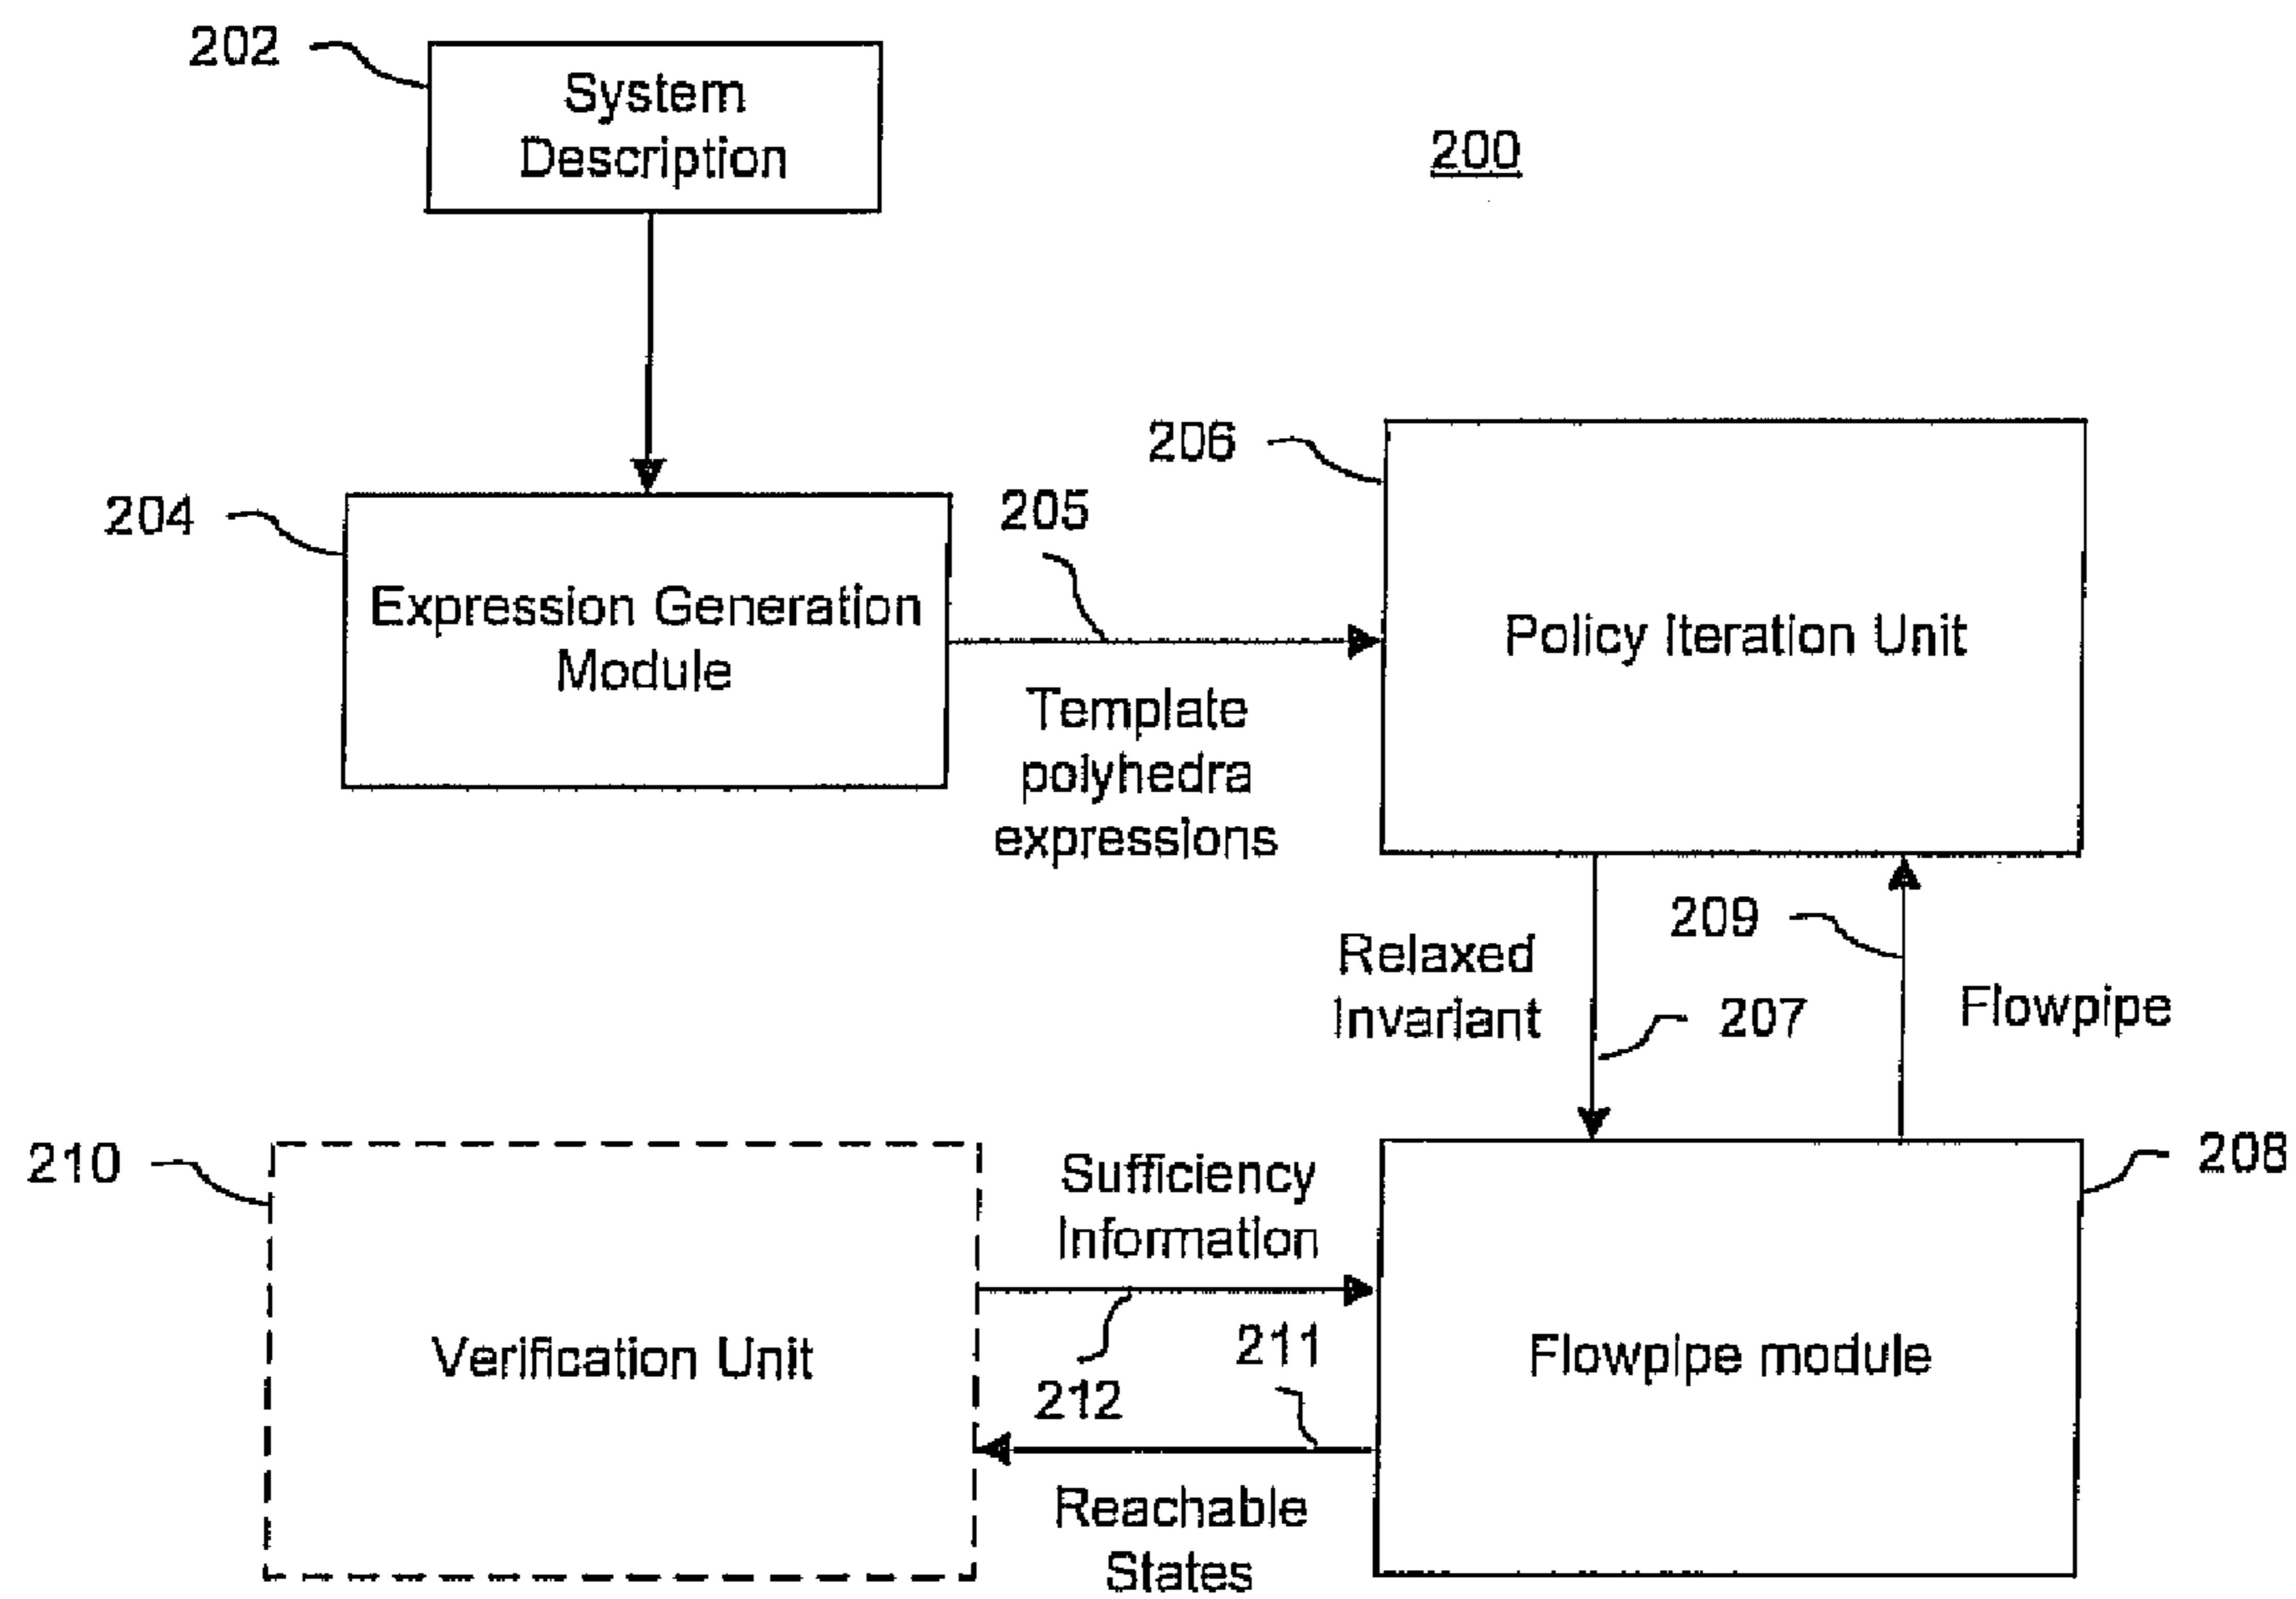 202
System
Description
200
204
Expression Generation
Module
205
Template
polyhedra
expressions
206
Policy Iteration Unit
Relaxed
Invariant
207
209
Flowpipe
210
Verification Unit
Sufficiency
Information
212
211
Reachable
States
Flowpipe module
208